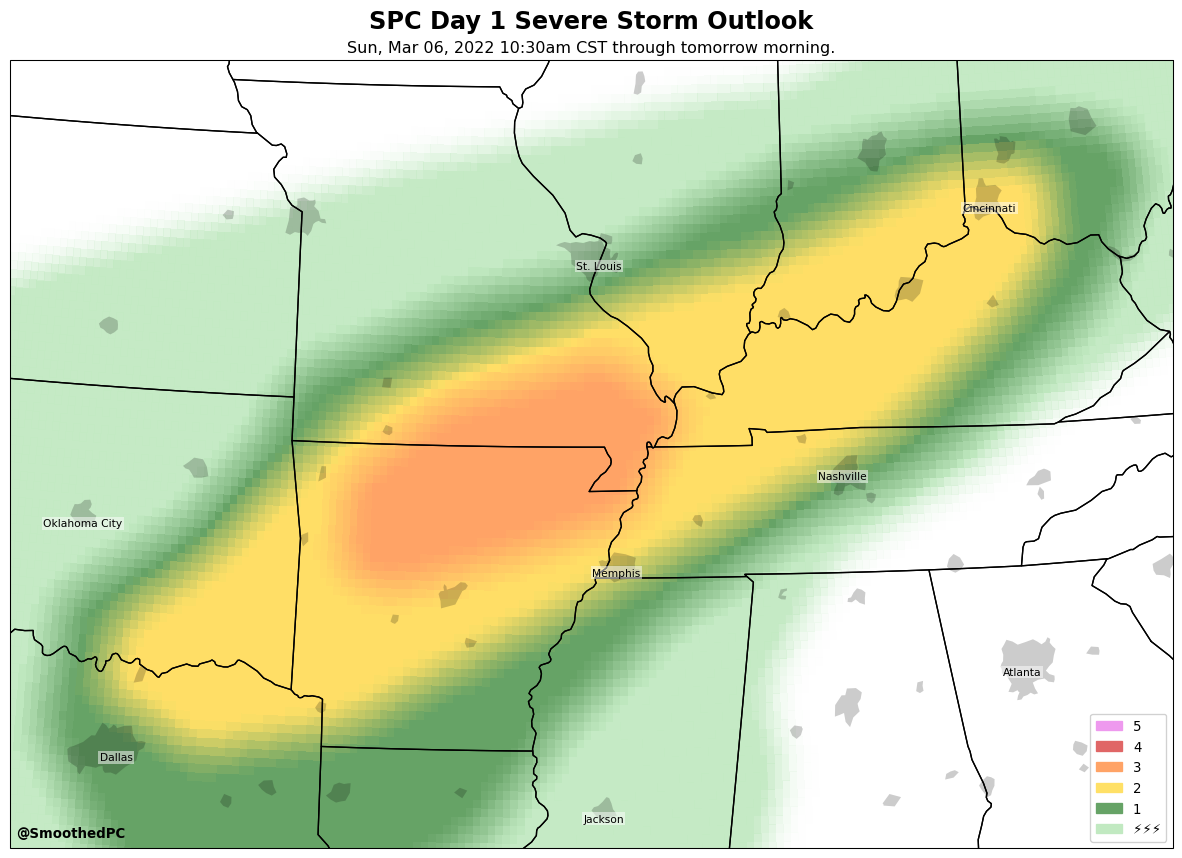 SPC Day 1 Severe Storm Outlook
Sun, Mar 06, 2022 10:30am CST through tomorrow morning.
Cincinnati
St. Louis
Nashville
Oklahoma City
Memphis
Atlanta
Dallas
Jackson
5
4
3
2
1
⚡⚡⚡
@SmoothedPC